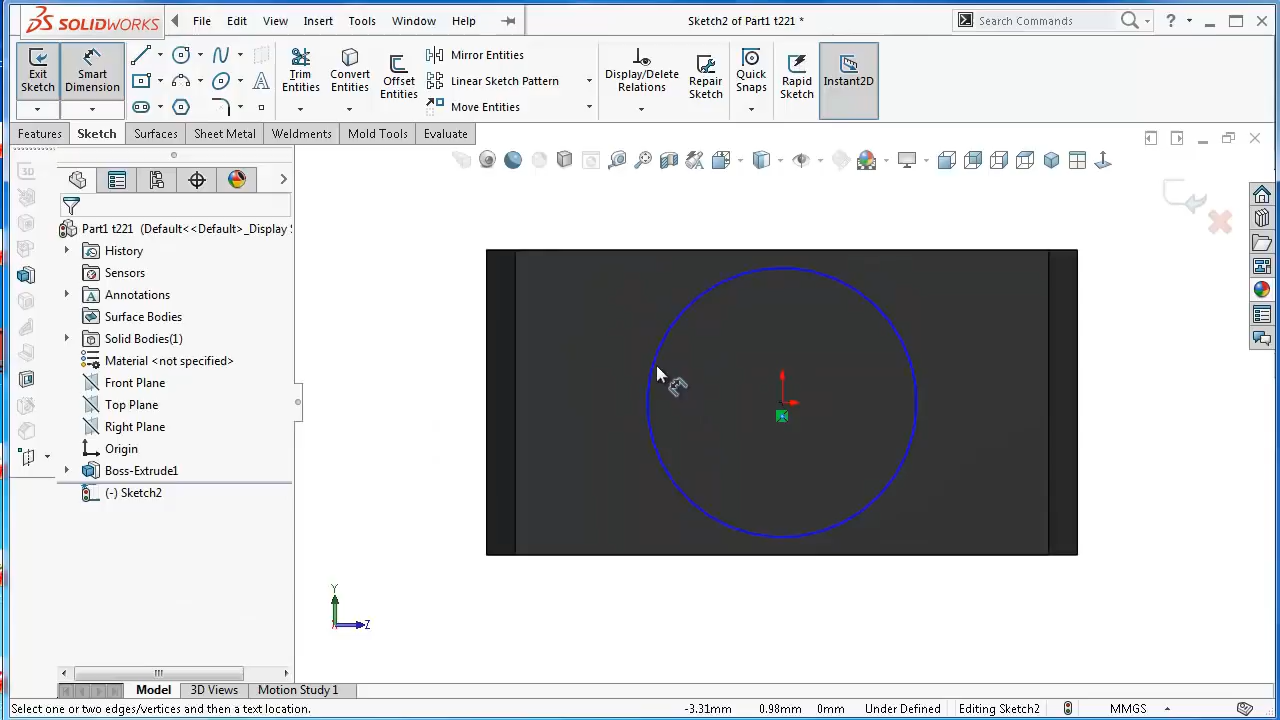 SOLIDWORKS
File Edit View Insert Tools Window Help
Sketch2 of Part1 t221 *
Search Commands
?
Exit Sketch
Smart Dimension
Trim Entities
Convert Entities
Offset Entities
Mirror Entities
Linear Sketch Pattern
Move Entities
Display/Delete Relations
Repair Sketch
Quick Snaps
Rapid Sketch
Instant2D
Features Sketch Surfaces Sheet Metal Weldments Mold Tools Evaluate
3D
Part1 t221 (Default<<Default>_Display S
History
Sensors
Annotations
Surface Bodies
Solid Bodies(1)
Material <not specified>
Front Plane
Top Plane
Right Plane
Origin
Boss-Extrude1
(-) Sketch2
Y
Z
Model 3D Views Motion Study 1
Select one or two edges/vertices and then a text location. -3.31mm 0.98mm 0mm Under Defined Editing Sketch2 MMGS